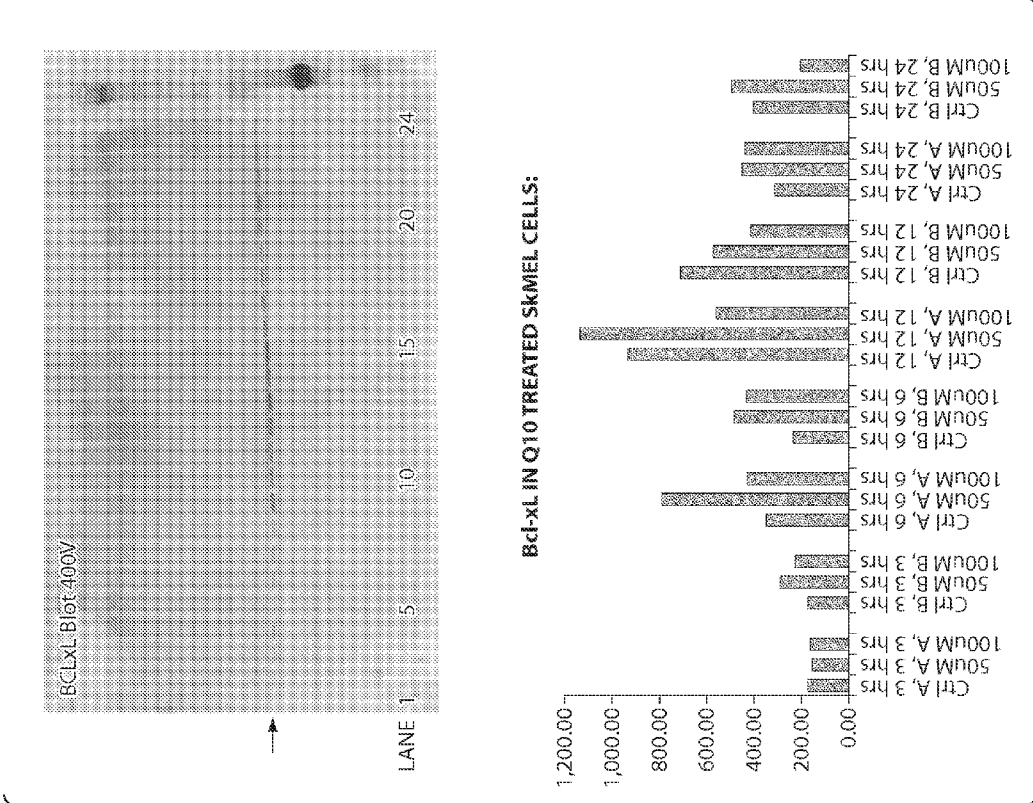 BCLxL Blot 400V
LANE 1 5 10 15 20 24
Bcl-xL IN Q10 TREATED SkMEL CELLS:
1,200.00
1,000.00
800.00
600.00
400.00
200.00
0.00
Ctrl A, 3 hrs
50uM A, 3 hrs
100uM A, 3 hrs
Ctrl B, 3 hrs
50uM B, 3 hrs
100uM B, 3 hrs
Ctrl A, 6 hrs
50uM A, 6 hrs
100uM A, 6 hrs
Ctrl B, 6 hrs
50uM B, 6 hrs
100uM B, 6 hrs
Ctrl A, 12 hrs
50uM A, 12 hrs
100uM A, 12 hrs
Ctrl B, 12 hrs
50uM B, 12 hrs
100uM B, 12 hrs
Ctrl A, 24 hrs
50uM A, 24 hrs
100uM A, 24 hrs
Ctrl B, 24 hrs
50uM B, 24 hrs
100uM B, 24 hrs